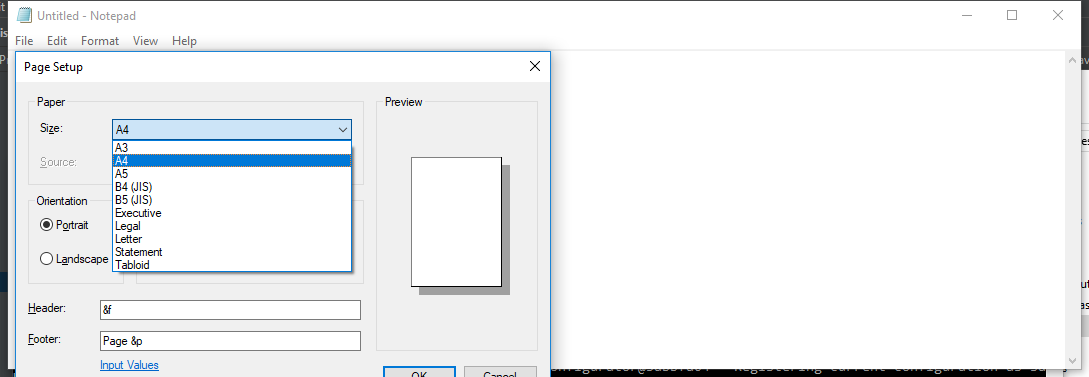 Untitled - Notepad
File Edit Format View Help
Page Setup
Paper
Preview
Size:
A4
A3
A4
Source:
A5
B4 (JIS)
B5 (JIS)
Orientation
Executive
Portrait
Legal
Letter
Landscape
Statement
Tabloid
Header:
&f
Footer:
Page &p
Input Values
OK
Cancel